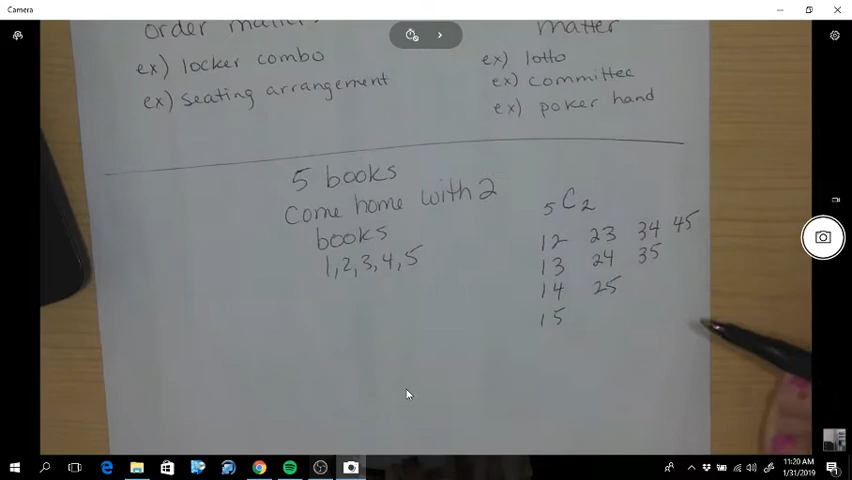 Camera
order matters
matter
ex) locker combo
ex) lotto
ex) seating arrangement
ex) committee
ex) poker hand
5 books
Come home with 2
books
1,2,3,4,5
5C2
12 23 34 45
13 24 35
14 25
15
11:20 AM
1/31/2019